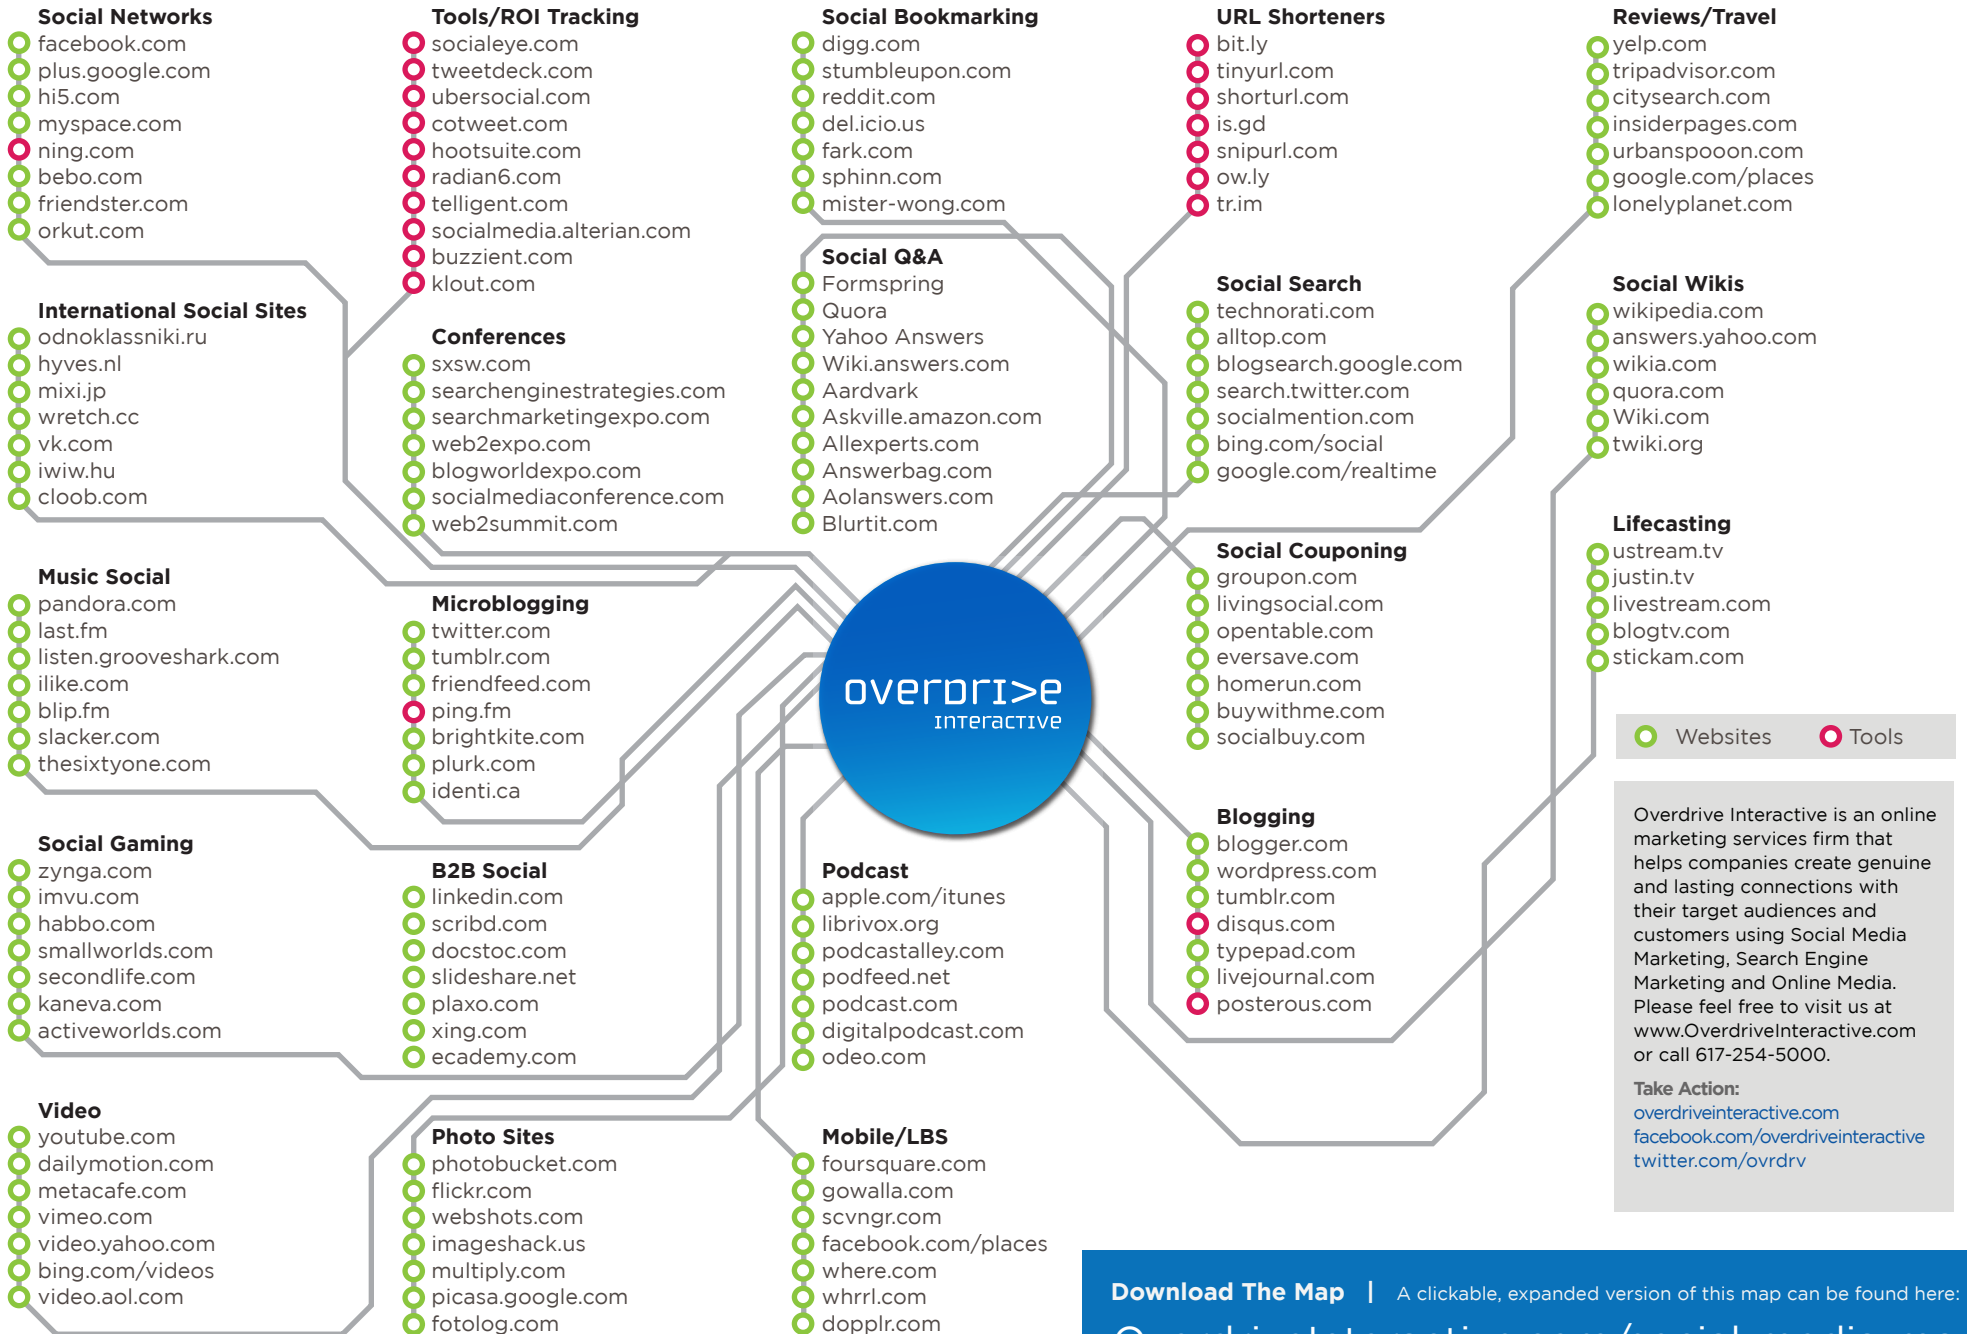 Social Networks
facebook.com
plus.google.com
hi5.com
myspace.com
ning.com
bebo.com
friendster.com
orkut.com
International Social Sites
odnoklassniki.ru
hyves.nl
mixi.jp
wretch.cc
vk.com
iwiw.hu
cloob.com
Music Social
pandora.com
last.fm
listen.grooveshark.com
ilike.com
blip.fm
slacker.com
thesixtyone.com
Social Gaming
zynga.com
imvu.com
habbo.com
smallworlds.com
secondlife.com
kaneva.com
activeworlds.com
Video
youtube.com
dailymotion.com
metacafe.com
vimeo.com
video.yahoo.com
bing.com/videos
video.aol.com
Tools/ROI Tracking
socialeye.com
tweetdeck.com
ubersocial.com
cotweet.com
hootsuite.com
radian6.com
telligent.com
socialmedia.alterian.com
buzzient.com
klout.com
Conferences
sxsw.com
searchenginestrategies.com
searchmarketingexpo.com
web2expo.com
blogworldexpo.com
socialmediaconference.com
web2summit.com
Microblogging
twitter.com
tumblr.com
friendfeed.com
ping.fm
brightkite.com
plurk.com
identi.ca
B2B Social
linkedin.com
scribd.com
docstoc.com
slideshare.net
plaxo.com
xing.com
ecademy.com
Photo Sites
photobucket.com
flickr.com
webshots.com
imageshack.us
multiply.com
picasa.google.com
fotolog.com
Social Bookmarking
digg.com
stumbleupon.com
reddit.com
del.icio.us
fark.com
sphinn.com
mister-wong.com
Social Q&A
Formspring
Quora
Yahoo Answers
Wiki.answers.com
Aardvark
Askville.amazon.com
Allexperts.com
Answerbag.com
Aolanswers.com
Blurtit.com
overdri>e
interactive
Podcast
apple.com/itunes
librivox.org
podcastalley.com
podfeed.net
podcast.com
digitalpodcast.com
odeo.com
Mobile/LBS
foursquare.com
gowalla.com
scvngr.com
facebook.com/places
where.com
whrrl.com
dopplr.com
URL Shorteners
bit.ly
tinyurl.com
shorturl.com
is.gd
snipurl.com
ow.ly
tr.im
Social Search
technorati.com
alltop.com
blogsearch.google.com
search.twitter.com
socialmention.com
bing.com/social
google.com/realtime
Social Couponing
groupon.com
livingsocial.com
opentable.com
eversave.com
homerun.com
buywithme.com
socialbuy.com
Blogging
blogger.com
wordpress.com
tumblr.com
disqus.com
typepad.com
livejournal.com
posterous.com
Reviews/Travel
yelp.com
tripadvisor.com
citysearch.com
insiderpages.com
urbanspooon.com
google.com/places
lonelyplanet.com
Social Wikis
wikipedia.com
answers.yahoo.com
wikia.com
quora.com
Wiki.com
twiki.org
Lifecasting
ustream.tv
justin.tv
livestream.com
blogtv.com
stickam.com
Websites Tools
Overdrive Interactive is an online
marketing services firm that
helps companies create genuine
and lasting connections with
their target audiences and
customers using Social Media
Marketing, Search Engine
Marketing and Online Media.
Please feel free to visit us at
www.OverdriveInteractive.com
or call 617-254-5000.
Take Action:
overdriveinteractive.com
facebook.com/overdriveinteractive
twitter.com/ovrdrv
Download The Map | A clickable, expanded version of this map can be found here: